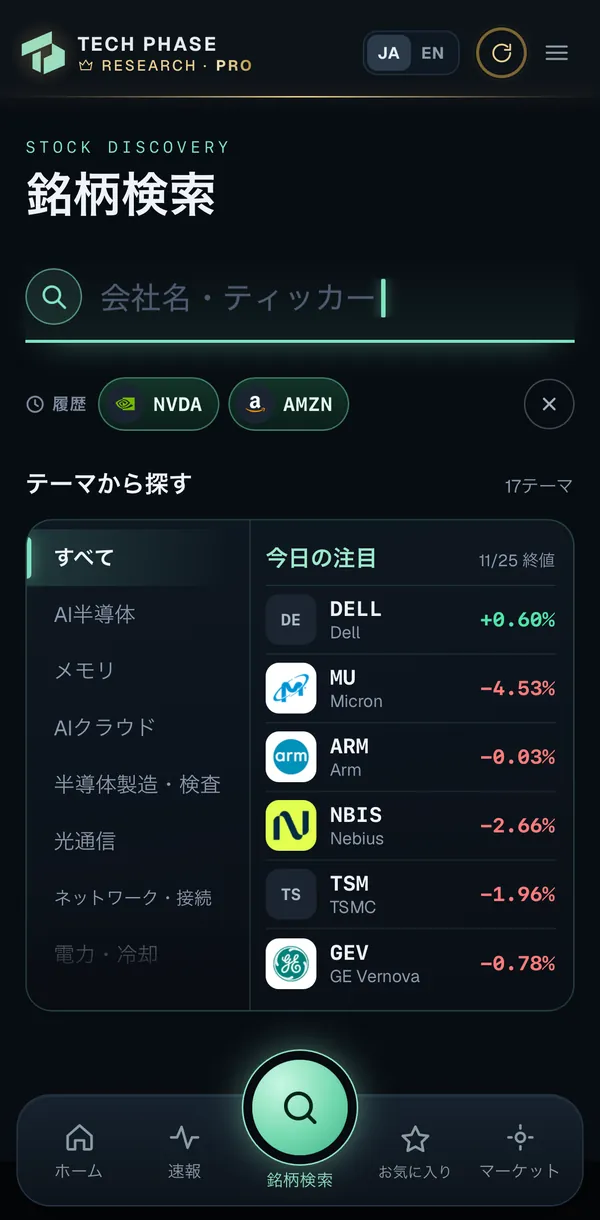 TECH PHASE
RESEARCH · PRO
JA EN
STOCK DISCOVERY
銘柄検索
会社名・ティッカー
履歴 NVDA a AMZN
テーマから探す 17テーマ
すべて
AI半導体
メモリ
AIクラウド
半導体製造・検査
光通信
ネットワーク・接続
電力・冷却
今日の注目 11/25 終値
DE DELL +0.60%
Dell
MU −4.53%
Micron
arm ARM −0.03%
Arm
NBIS −2.66%
Nebius
TS TSM −1.96%
TSMC
GE GEV −0.78%
GE Vernova
ホーム 速報 銘柄検索 お気に入り マーケット